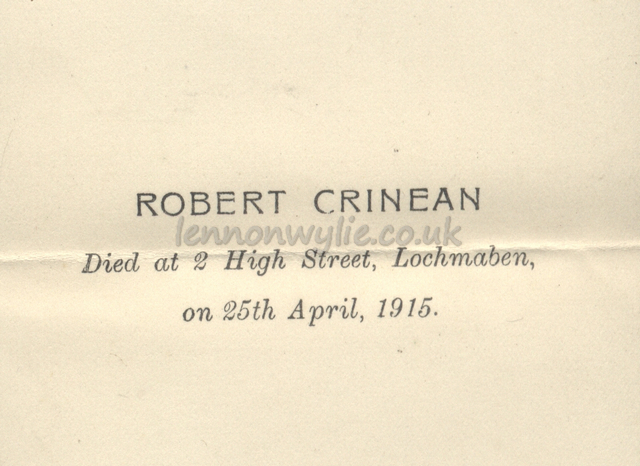 ROBERT CRINEAN
lennonwylie.co.uk
Died at 2 High Street, Lochmaben,
on 25th April, 1915.